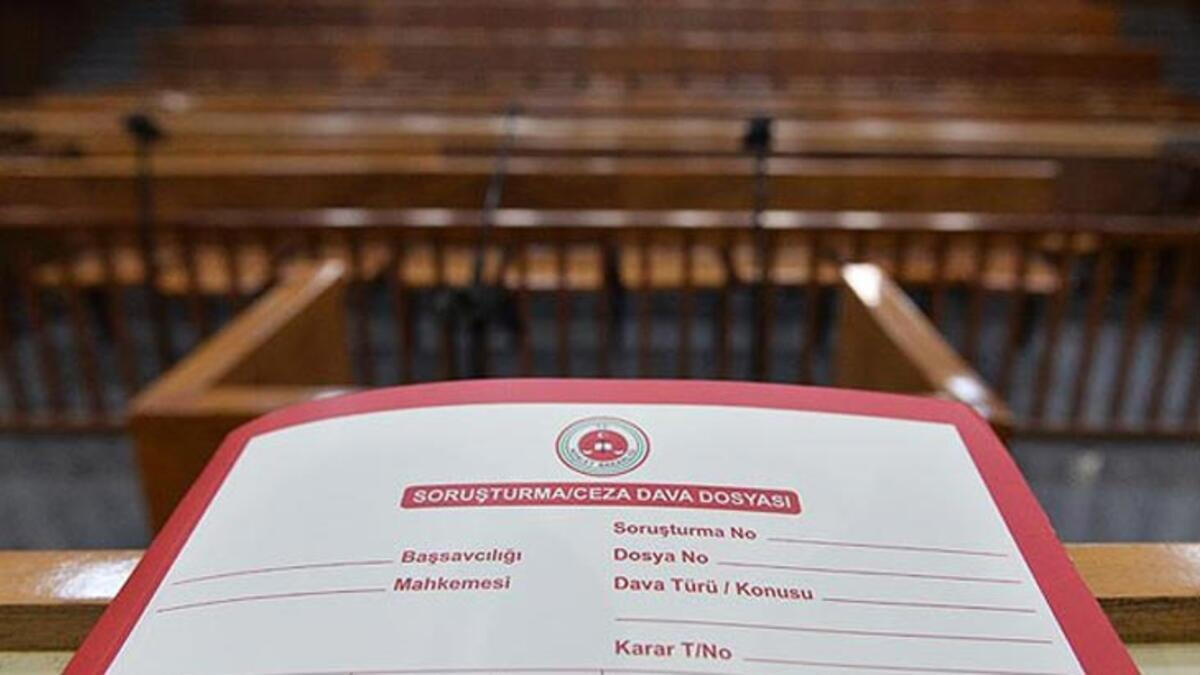 SORUŞTURMA/CEZA DAVA DOSYASI
Soruşturma No
Başsavcılığı
Dosya No
Mahkemesi
Dava Türü / Konusu
Karar T/No